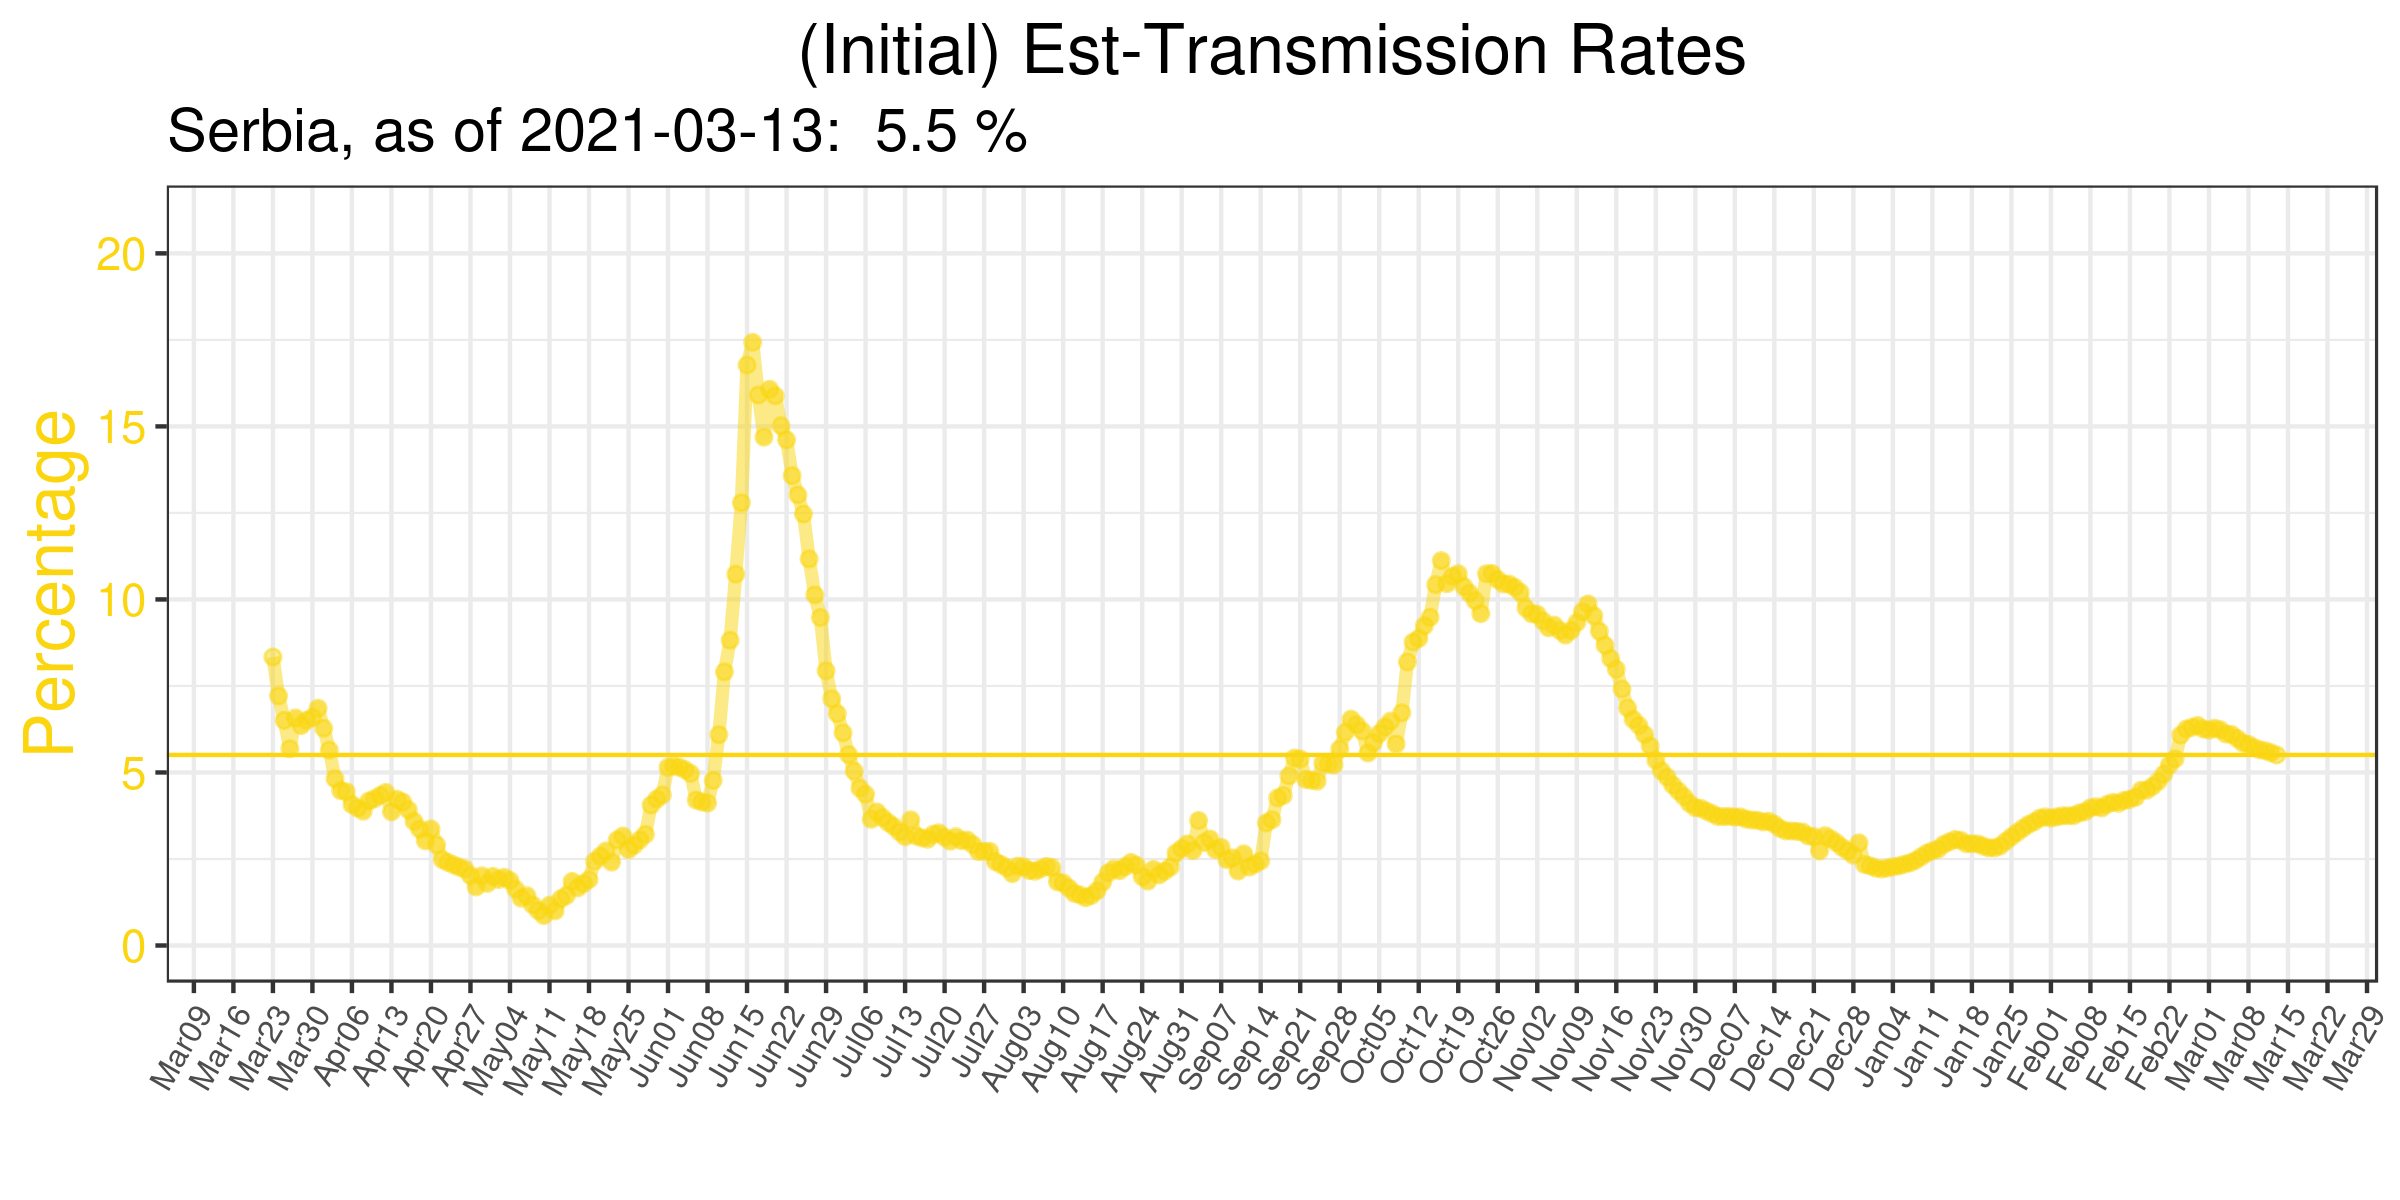 (Initial) Est-Transmission Rates
Serbia, as of 2021-03-13:  5.5 %
Percentage
20
15
10
5
0
Mar09 Mar16 Mar23 Mar30 Apr06 Apr13 Apr20 Apr27 May04 May11 May18 May25 Jun01 Jun08 Jun15 Jun22 Jun29 Jul06 Jul13 Jul20 Jul27 Aug03 Aug10 Aug17 Aug24 Aug31 Sep07 Sep14 Sep21 Sep28 Oct05 Oct12 Oct19 Oct26 Nov02 Nov09 Nov16 Nov23 Nov30 Dec07 Dec14 Dec21 Dec28 Jan04 Jan11 Jan18 Jan25 Feb01 Feb08 Feb15 Feb22 Mar01 Mar08 Mar15 Mar22 Mar29